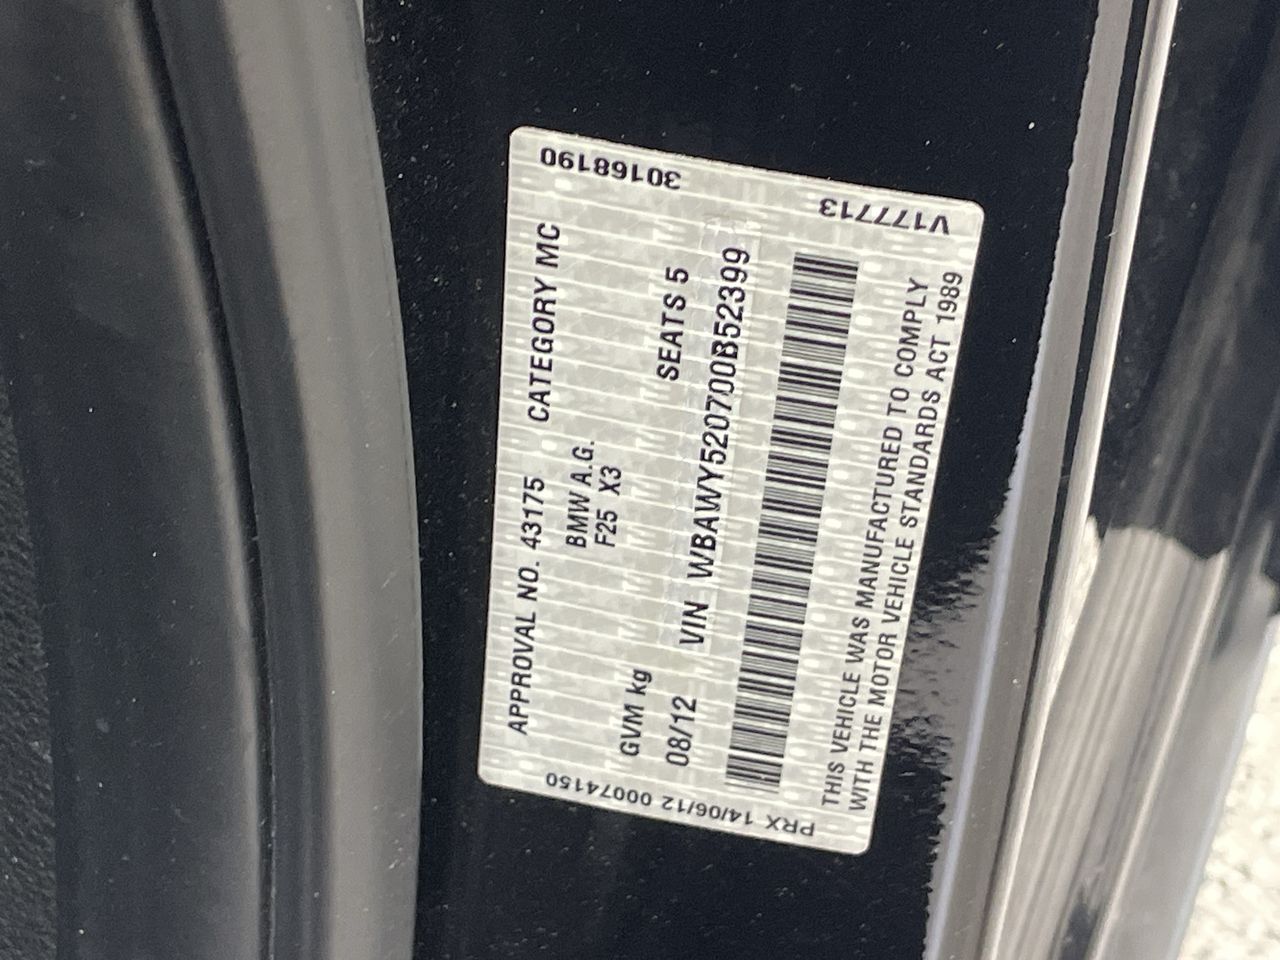 APPROVAL NO. 43175 CATEGORY MC
BMW A.G.
F25 X3
GVM kg SEATS 5
08/12 VIN WBAWY520700B52399
THIS VEHICLE WAS MANUFACTURED TO COMPLY
WITH THE MOTOR VEHICLE STANDARDS ACT 1989
PRX 14/06/12 00074150
V177713 30168190